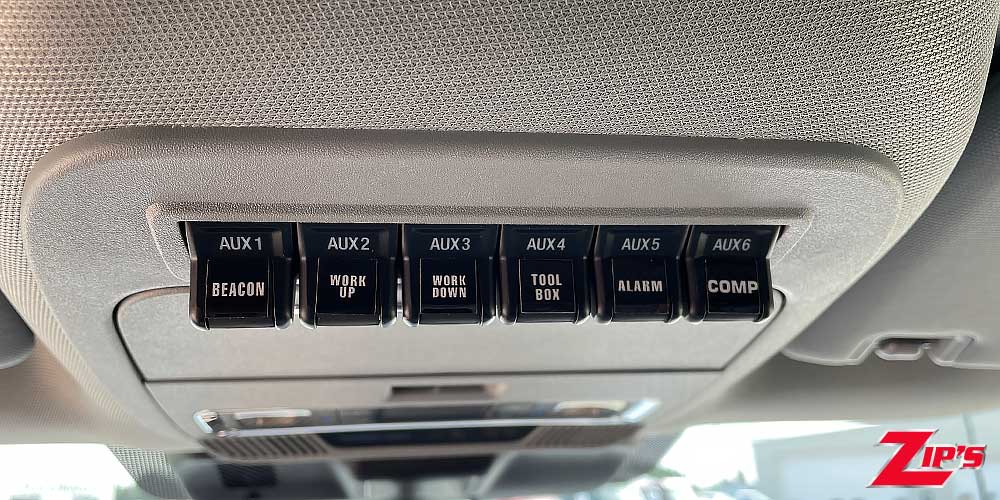 AUX 1 AUX 2 AUX 3 AUX 4 AUX 5 AUX 6
BEACON
WORK
UP
WORK
DOWN
TOOL
BOX
ALARM
COMP
ZIP'S